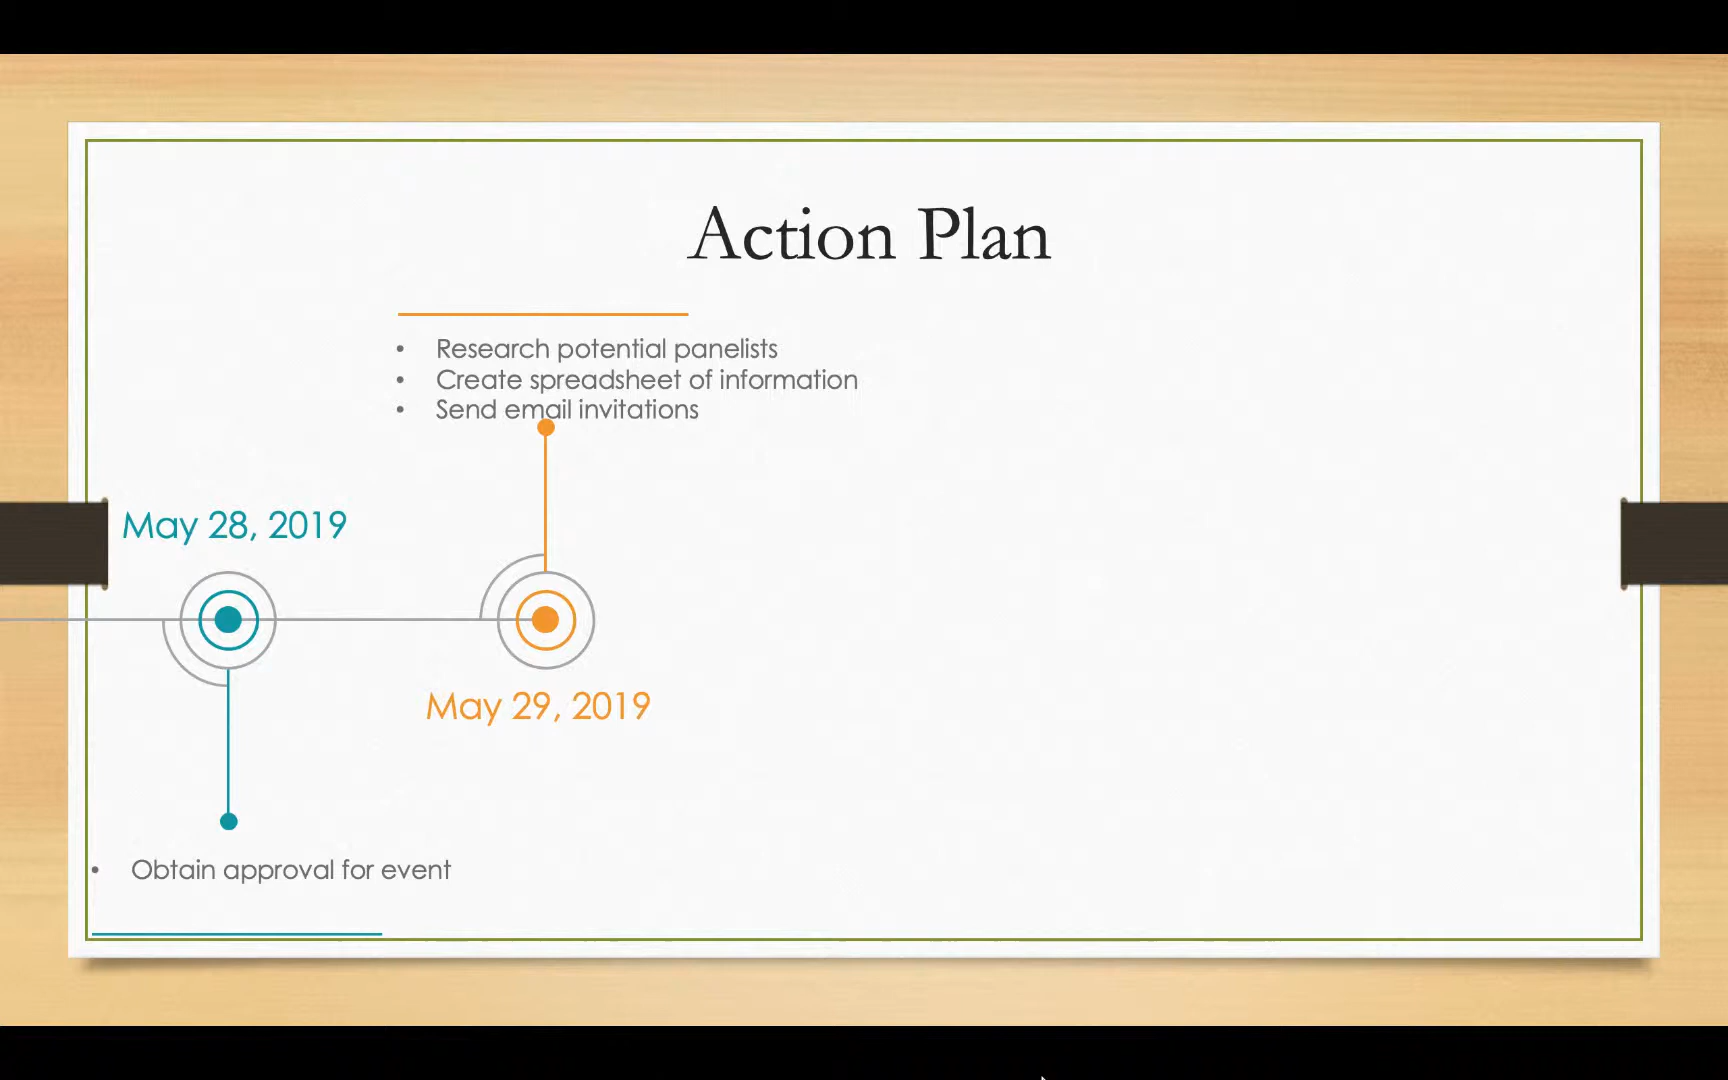 Action Plan
• Research potential panelists
• Create spreadsheet of information
• Send email invitations
May 28, 2019
May 29, 2019
• Obtain approval for event